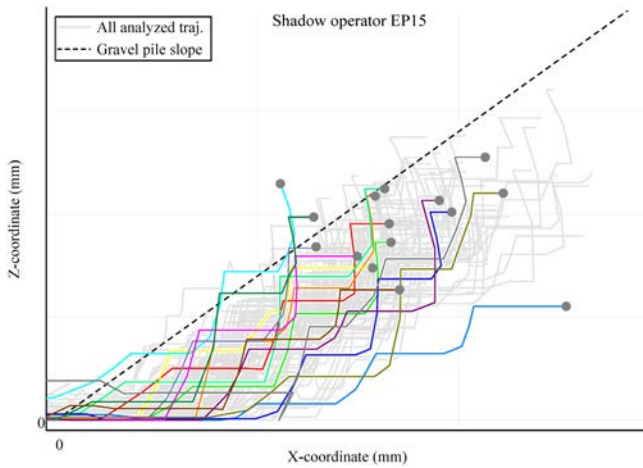 Shadow operator EP15
All analyzed traj.
Gravel pile slope
Z-coordinate (mm)
0
0
X-coordinate (mm)